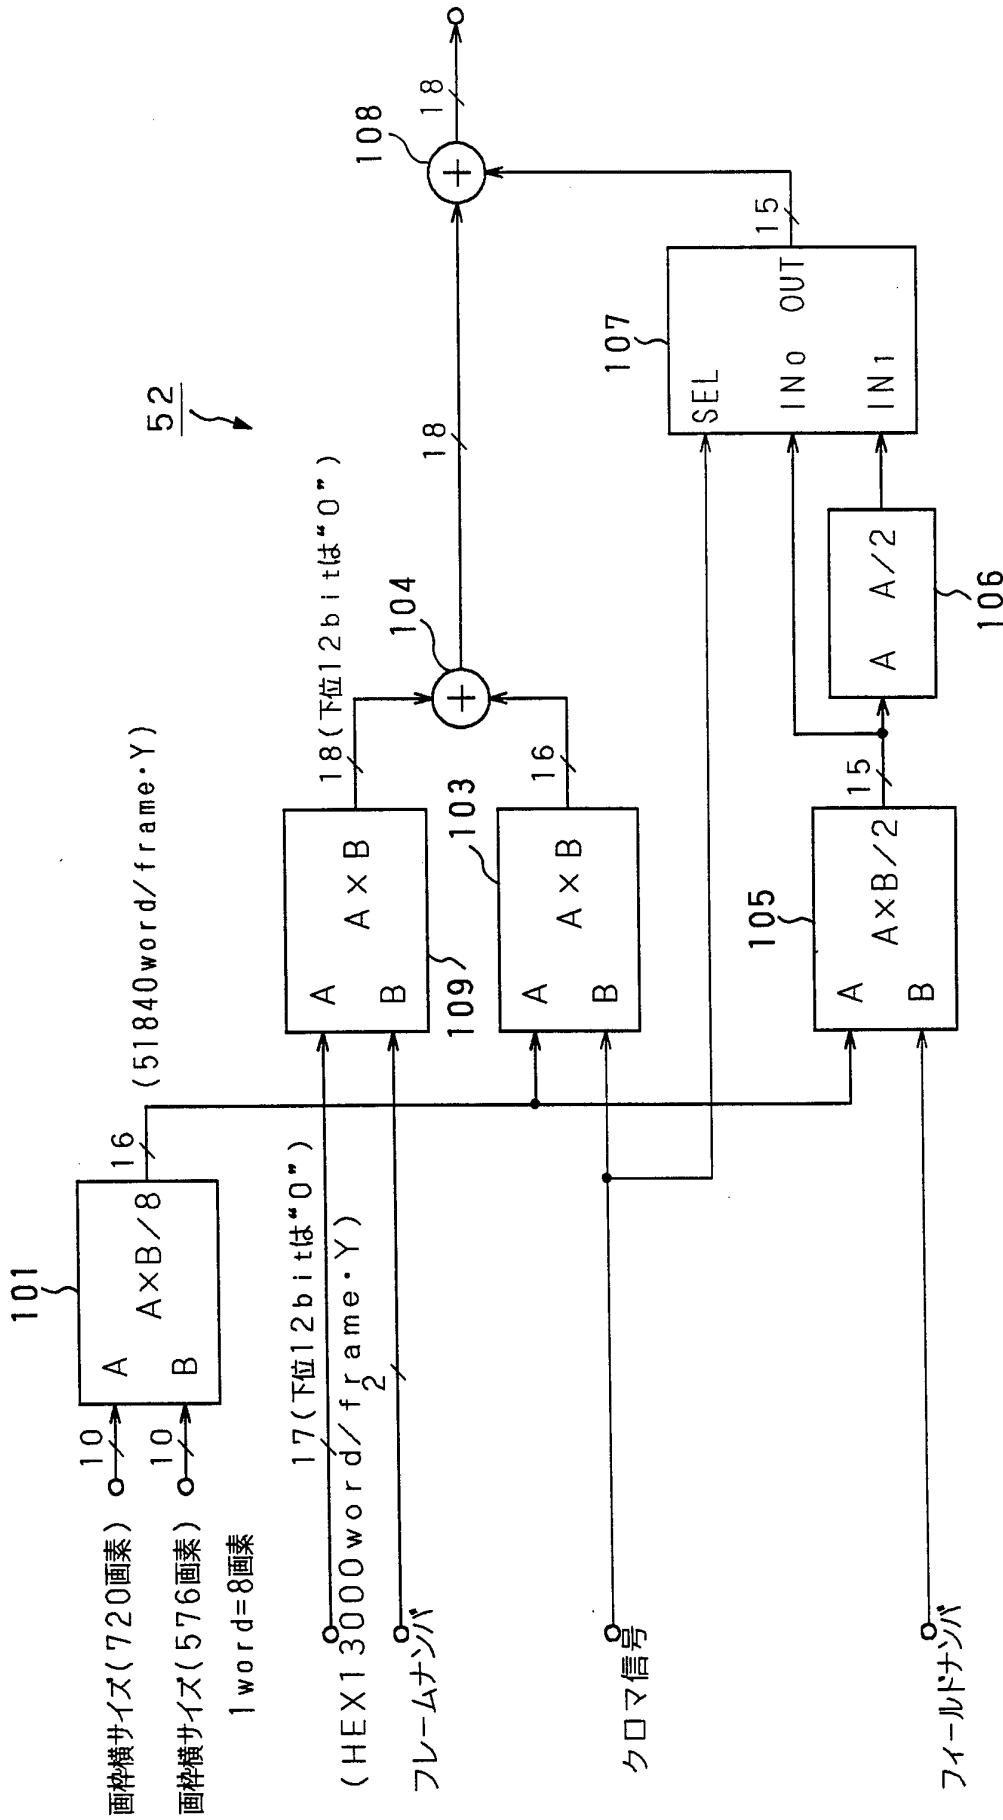 52
画枠横サイズ(720画素)
10
画枠横サイズ(576画素)
10
1word=8画素
101
A
B
A×B/8
16
(51840word/frame・Y)
17(下位12bitは“0”)
(HEX13000word/frame・Y)
フレームナンバ
2
109
A
B
A×B
18(下位12bitは“0”)
クロマ信号
103
A
B
A×B
16
104
+
18
108
+
18
フィールドナンバ
105
A
B
A×B/2
15
106
A A/2
107
SEL
IN0 OUT
IN1
15